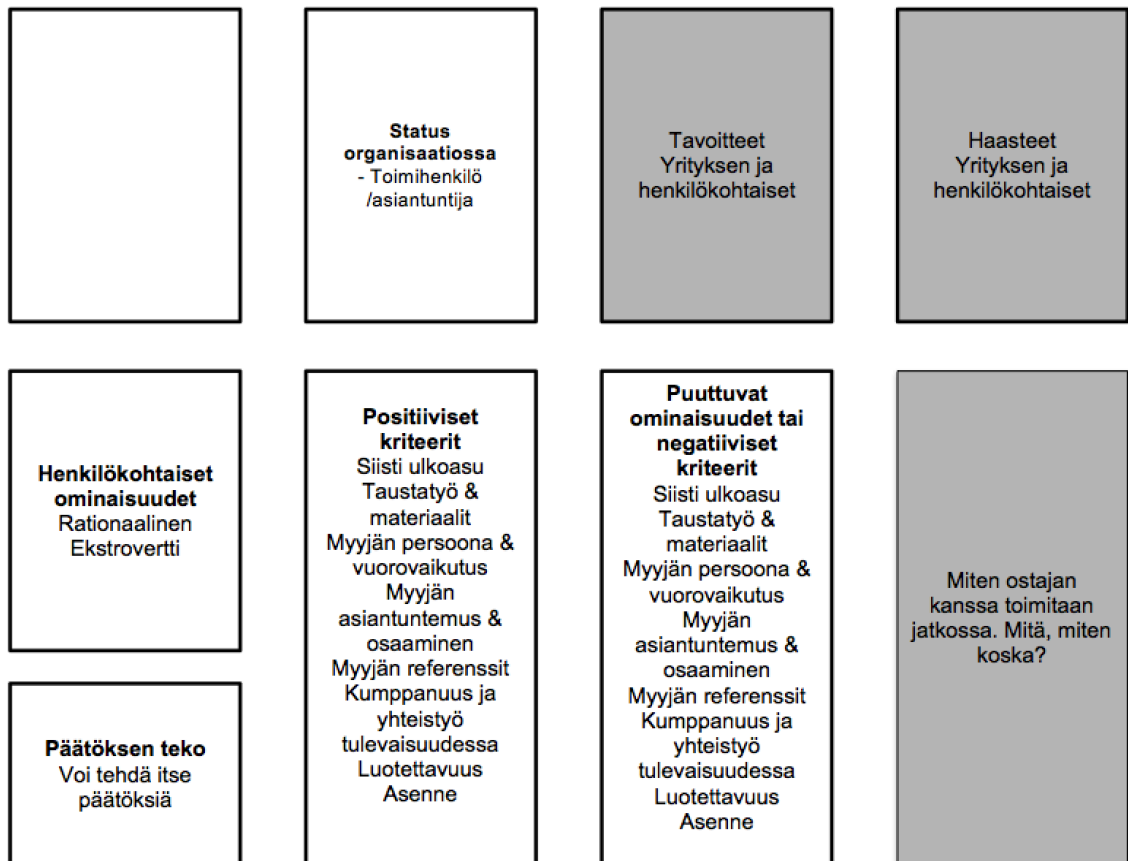 Status
organisaatiossa
- Toimihenkilö
/asiantuntija
Tavoitteet
Yrityksen ja
henkilökohtaiset
Haasteet
Yrityksen ja
henkilökohtaiset
Henkilökohtaiset
ominaisuudet
Rationaalinen
Ekstrovertti
Päätöksen teko
Voi tehdä itse
päätöksiä
Positiiviset
kriteerit
Siisti ulkoasu
Taustatyö &
materiaalit
Myyjän persoona &
vuorovaikutus
Myyjän
asiantuntemus &
osaaminen
Myyjän referenssit
Kumppanuus ja
yhteistyö
tulevaisuudessa
Luotettavuus
Asenne
Puuttuvat
ominaisuudet tai
negatiiviset
kriteerit
Siisti ulkoasu
Taustatyö &
materiaalit
Myyjän persoona &
vuorovaikutus
Myyjän
asiantuntemus &
osaaminen
Myyjän referenssit
Kumppanuus ja
yhteistyö
tulevaisuudessa
Luotettavuus
Asenne
Miten ostajan
kanssa toimitaan
jatkossa. Mitä, miten
koska?